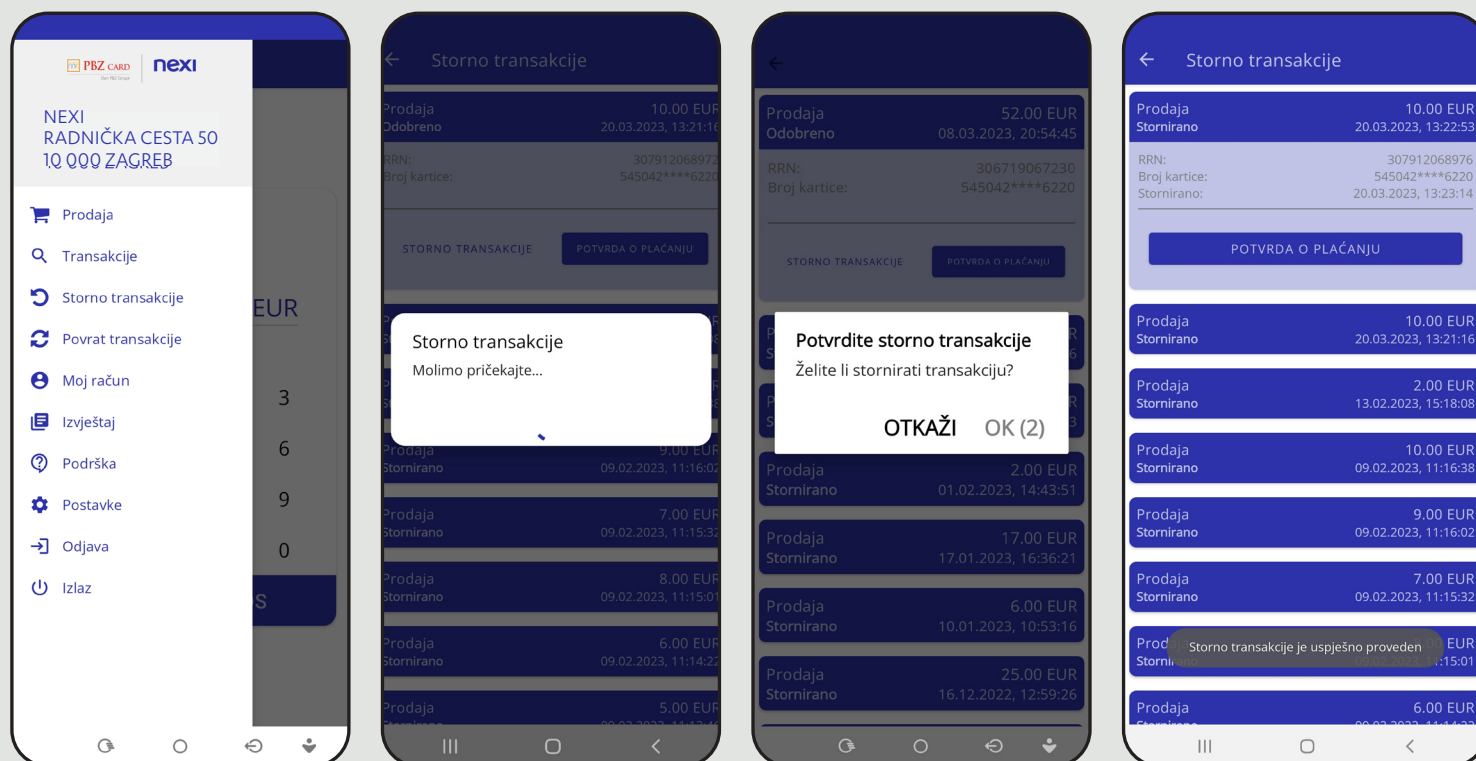 PBZ CARD
nexi
NEXI
RADNIČKA CESTA 50
10 000 ZAGREB
Prodaja
Transakcije
Storno transakcije
Povrat transakcije
Moj račun
Izvještaj
Podrška
Postavke
Odjava
Izlaz
EUR
3
6
9
0
S
Storno transakcije
Prodaja 10.00 EUR
Odobreno 20.03.2023, 13:21:16
RRN: 307912068972
Broj kartice: 545042****6220
STORNO TRANSAKCIJE POTVRDA O PLAĆANJU
Storno transakcije
Molimo pričekajte...
Prodaja 9.00 EUR
Stornirano 09.02.2023, 11:16:02
Prodaja 7.00 EUR
Stornirano 09.02.2023, 11:15:32
Prodaja 8.00 EUR
Stornirano 09.02.2023, 11:15:01
Prodaja 6.00 EUR
Stornirano 09.02.2023, 11:14:22
Prodaja 5.00 EUR
Prodaja 52.00 EUR
Odobreno 08.03.2023, 20:54:45
RRN: 306719067230
Broj kartice: 545042****6220
STORNO TRANSAKCIJE POTVRDA O PLAĆANJU
Potvrdite storno transakcije
Želite li stornirati transakciju?
OTKAŽI OK (2)
Prodaja 2.00 EUR
Stornirano 01.02.2023, 14:43:51
Prodaja 17.00 EUR
Stornirano 17.01.2023, 16:36:21
Prodaja 6.00 EUR
Stornirano 10.01.2023, 10:53:16
Prodaja 25.00 EUR
Stornirano 16.12.2022, 12:59:26
Storno transakcije
Prodaja 10.00 EUR
Stornirano 20.03.2023, 13:22:53
RRN: 307912068976
Broj kartice: 545042****6220
Stornirano: 20.03.2023, 13:23:14
POTVRDA O PLAĆANJU
Prodaja 10.00 EUR
Stornirano 20.03.2023, 13:21:16
Prodaja 2.00 EUR
Stornirano 13.02.2023, 15:18:08
Prodaja 10.00 EUR
Stornirano 09.02.2023, 11:16:38
Prodaja 9.00 EUR
Stornirano 09.02.2023, 11:16:02
Prodaja 7.00 EUR
Stornirano 09.02.2023, 11:15:32
EUR
Storno transakcije je uspješno proveden
Prodaja 6.00 EUR